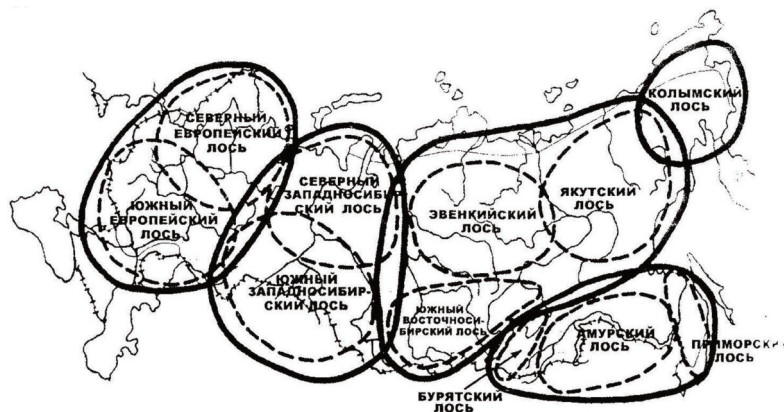 СЕВЕРНЫЙ
ЕВРОПЕЙСКИЙ
ЛОСЬ
ЮЖНЫЙ
ЕВРОПЕЙСКИЙ
ЛОСЬ
СЕВЕРНЫЙ
ЗАПАДНОСИБИР-
СКИЙ ЛОСЬ
ЮЖНЫЙ
ЗАПАДНОСИБИР-
СКИЙ ЛОСЬ
ЭВЕНКИЙСКИЙ
ЛОСЬ
ЯКУТСКИЙ
ЛОСЬ
КОЛЫМСКИЙ
ЛОСЬ
ЮЖНЫЙ
ВОСТОЧНОСИ-
БИРСКИЙ ЛОСЬ
БУРЯТСКИЙ
ЛОСЬ
АМУРСКИЙ
ЛОСЬ
ПРИМОРСКИ
ЛОСЬ